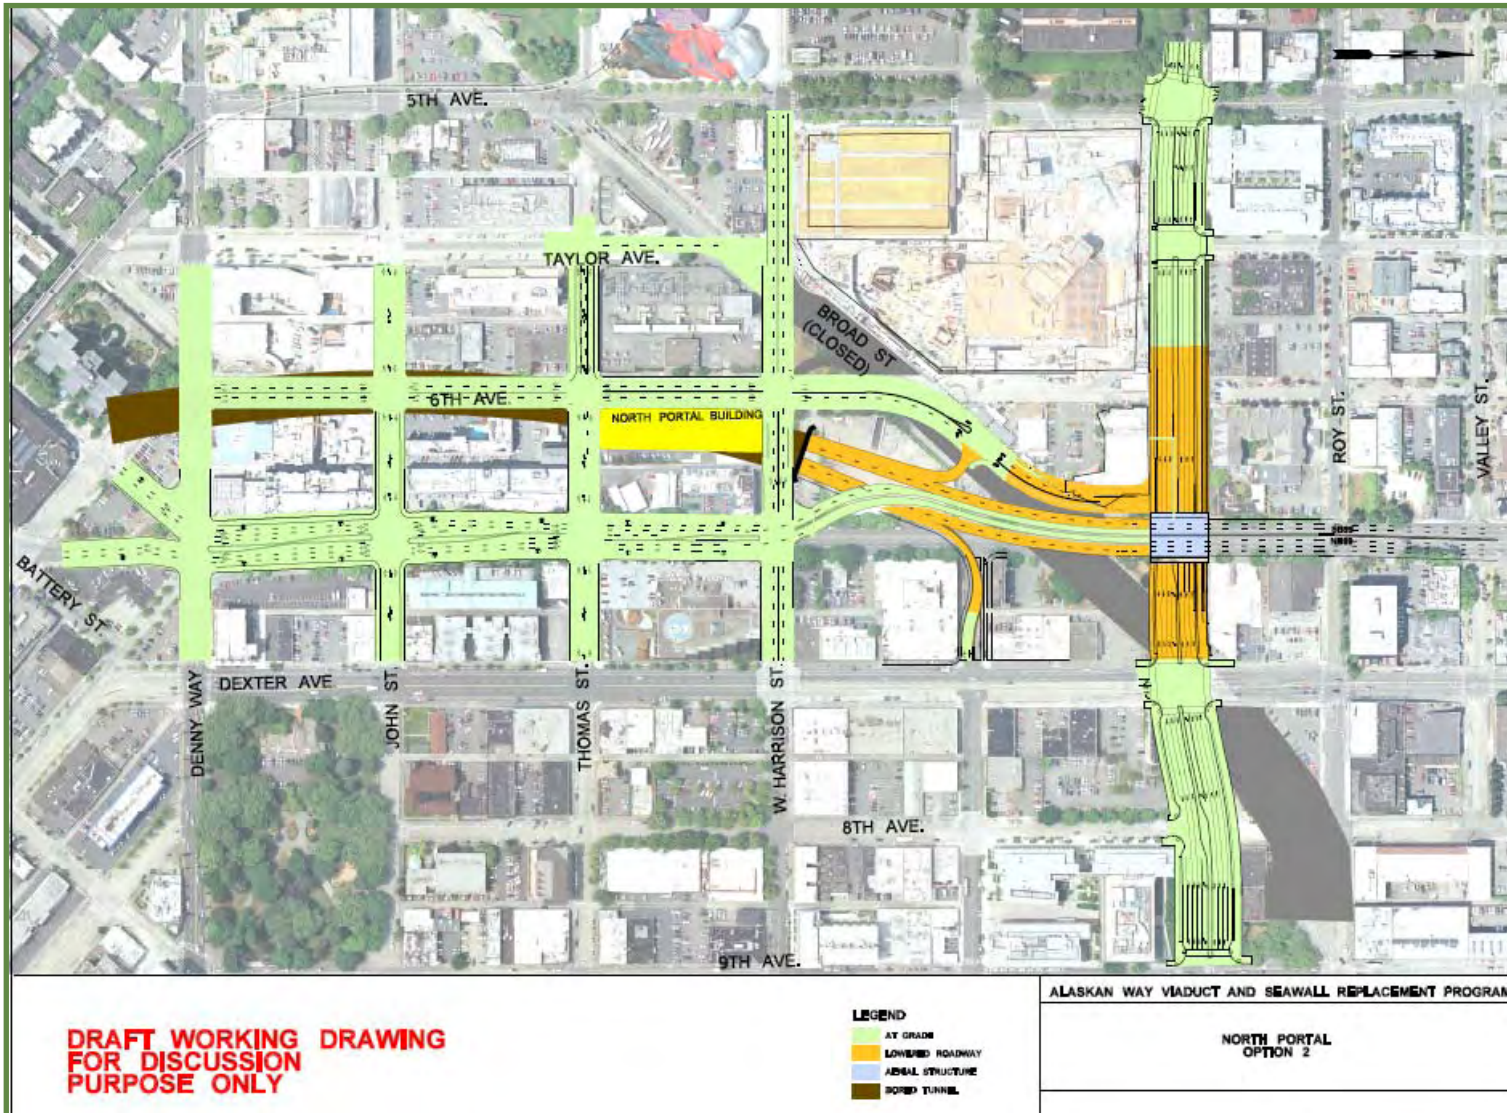 5TH AVE.
TAYLOR AVE.
BROAD ST
(CLOSED)
6TH AVE.
NORTH PORTAL BUILDING
ROY ST.
VALLEY ST.
BATTERY ST
DENNY WAY
DEXTER AVE
JOHN ST.
THOMAS ST.
W. HARRISON ST.
8TH AVE.
9TH AVE.
DRAFT WORKING DRAWING
FOR DISCUSSION
PURPOSE ONLY
LEGEND
AT GRADE
LOWERED ROADWAY
AERIAL STRUCTURE
BORED TUNNEL
ALASKAN WAY VIADUCT AND SEAWALL REPLACEMENT PROGRAM
NORTH PORTAL
OPTION 2